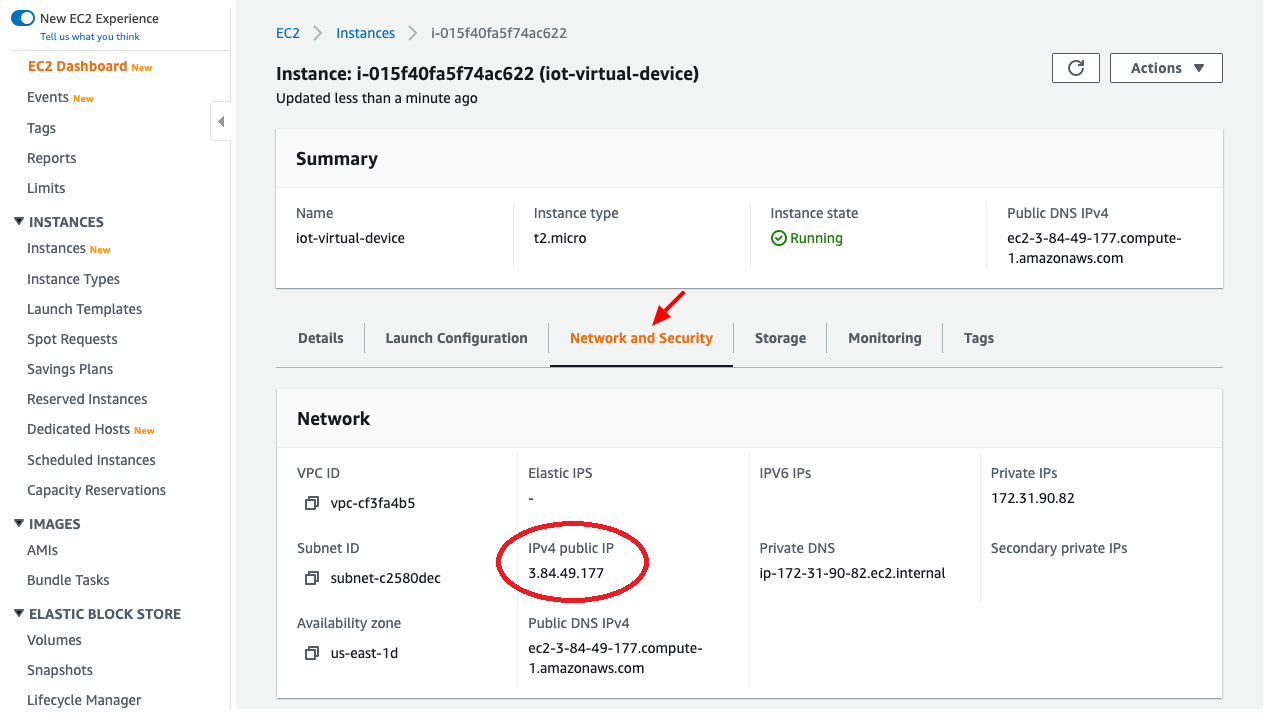 New EC2 Experience
Tell us what you think
EC2 Dashboard New
Events New
Tags
Reports
Limits
INSTANCES
Instances New
Instance Types
Launch Templates
Spot Requests
Savings Plans
Reserved Instances
Dedicated Hosts New
Scheduled Instances
Capacity Reservations
IMAGES
AMIs
Bundle Tasks
ELASTIC BLOCK STORE
Volumes
Snapshots
Lifecycle Manager
EC2 Instances i-015f40fa5f74ac622
Instance: i-015f40fa5f74ac622 (iot-virtual-device)
Updated less than a minute ago
Actions
Summary
Name
iot-virtual-device
Instance type
t2.micro
Instance state
Running
Public DNS IPv4
ec2-3-84-49-177.compute-
1.amazonaws.com
Details Launch Configuration Network and Security Storage Monitoring Tags
Network
VPC ID
vpc-cf3fa4b5
Elastic IPS
-
IPV6 IPs
Private IPs
172.31.90.82
Subnet ID
subnet-c2580dec
IPv4 public IP
3.84.49.177
Private DNS
ip-172-31-90-82.ec2.internal
Secondary private IPs
Availability zone
us-east-1d
Public DNS IPv4
ec2-3-84-49-177.compute-
1.amazonaws.com